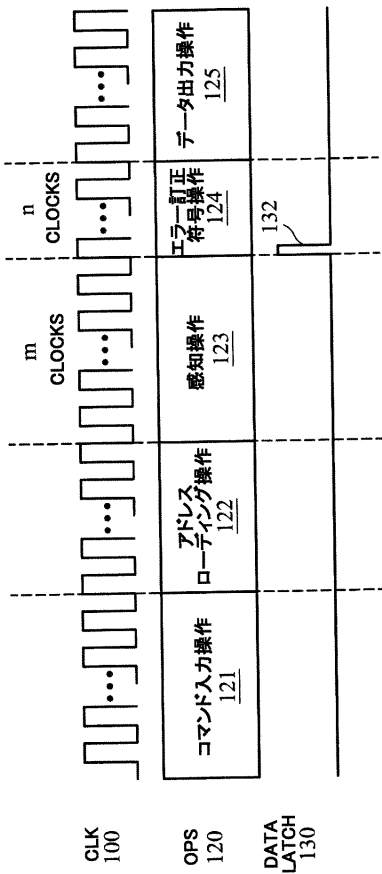 m
CLOCKS
n
CLOCKS
CLK
100
OPS
120
コマンド入力操作
121
アドレス
ローディング操作
122
感知操作
123
エラー訂正
符号操作
124
データ出力操作
125
DATA
LATCH
130
132